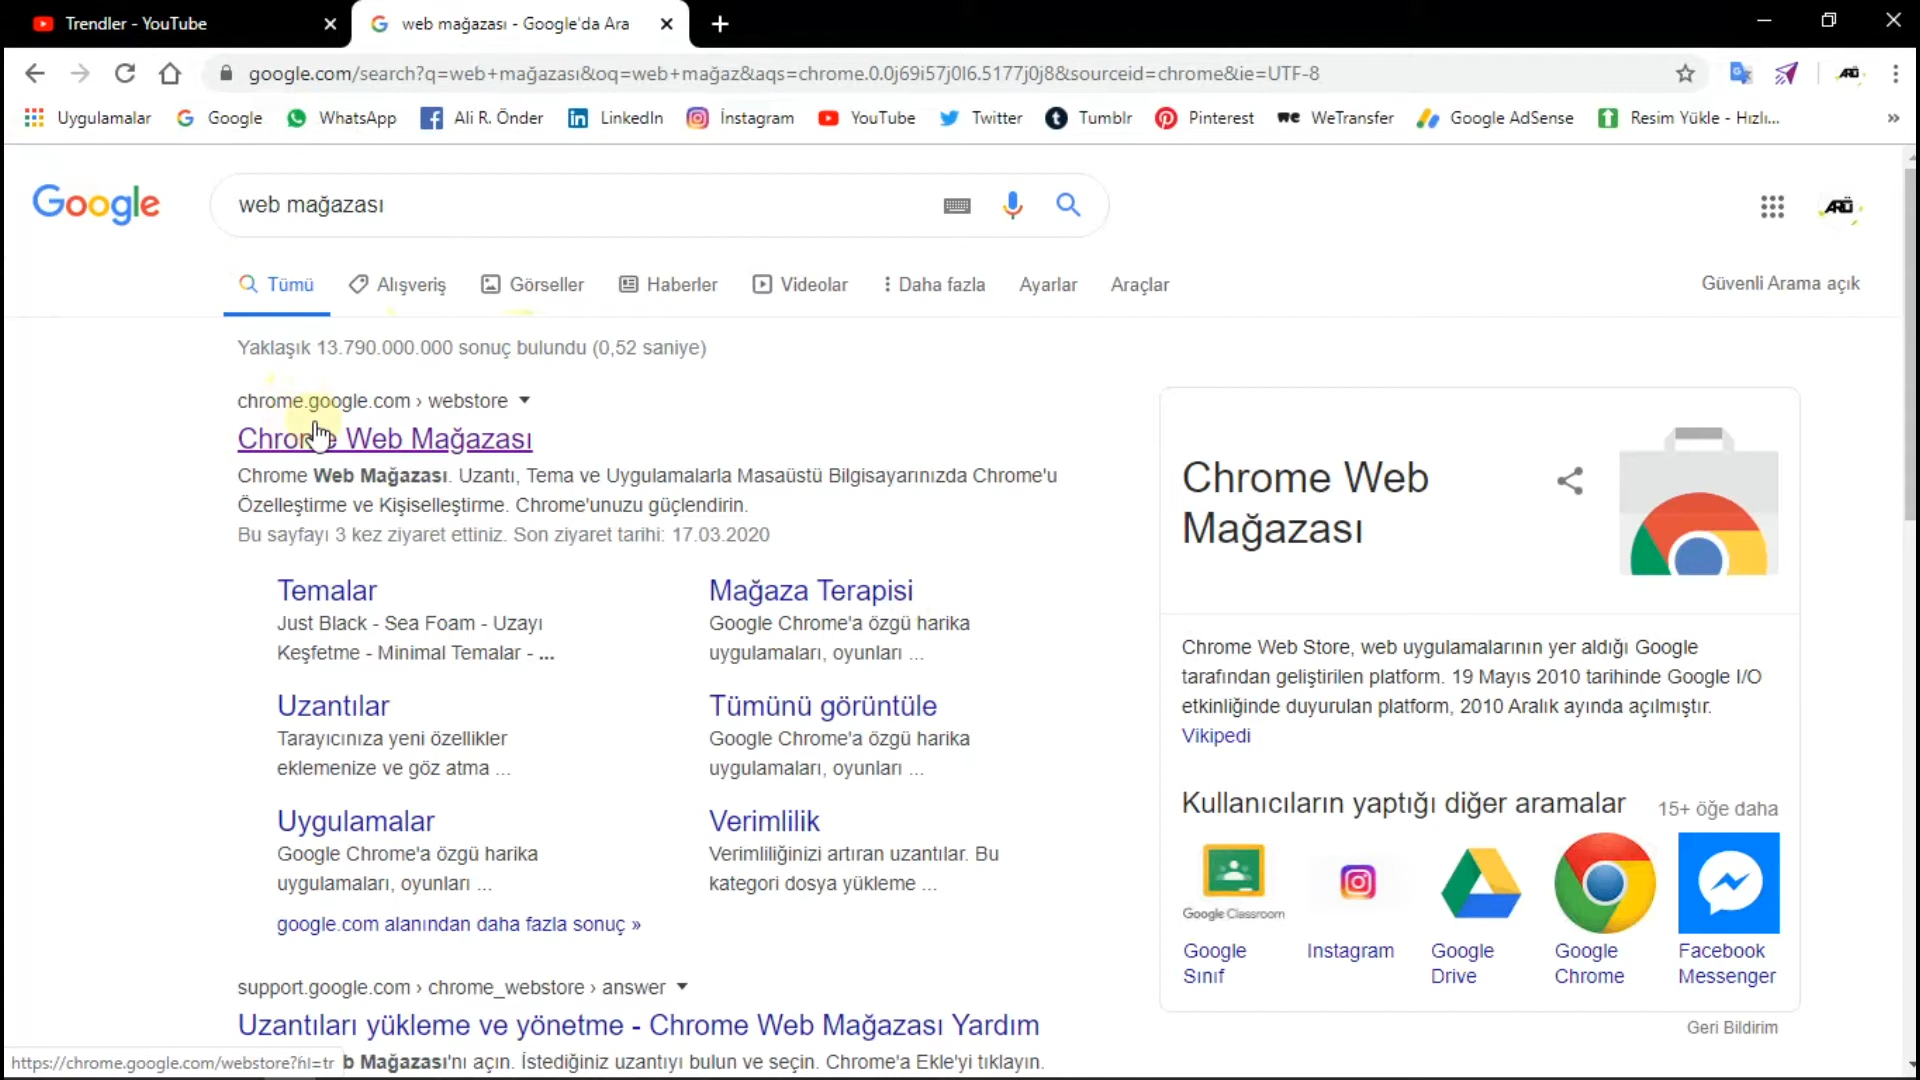 Trendler - YouTube
web mağazası - Google'da Ara
google.com/search?q=web+mağazası&oq=web+mağaz&aqs=chrome.0.0j69i57j0l6.5177j0j8&sourceid=chrome&ie=UTF-8
ARÖ
Uygulamalar Google WhatsApp Ali R. Önder LinkedIn İnstagram YouTube Twitter Tumblr Pinterest WeTransfer Google AdSense Resim Yükle - Hızlı... »
Google
web mağazası
ARÖ
Tümü Alışveriş Görseller Haberler Videolar Daha fazla Ayarlar Araçlar
Güvenli Arama açık
Yaklaşık 13.790.000.000 sonuç bulundu (0,52 saniye)
chrome.google.com › webstore
Chrome Web Mağazası
Chrome Web Mağazası. Uzantı, Tema ve Uygulamalarla Masaüstü Bilgisayarınızda Chrome'u
Özelleştirme ve Kişiselleştirme. Chrome'unuzu güçlendirin.
Bu sayfayı 3 kez ziyaret ettiniz. Son ziyaret tarihi: 17.03.2020
Temalar
Just Black - Sea Foam - Uzayı
Keşfetme - Minimal Temalar - ...
Mağaza Terapisi
Google Chrome'a özgü harika
uygulamaları, oyunları ...
Uzantılar
Tarayıcınıza yeni özellikler
eklemenize ve göz atma ...
Tümünü görüntüle
Google Chrome'a özgü harika
uygulamaları, oyunları ...
Uygulamalar
Google Chrome'a özgü harika
uygulamaları, oyunları ...
Verimlilik
Verimliliğinizi artıran uzantılar. Bu
kategori dosya yükleme ...
google.com alanından daha fazla sonuç »
support.google.com › chrome_webstore › answer
Uzantıları yükleme ve yönetme - Chrome Web Mağazası Yardım
b Mağazası'nı açın. İstediğiniz uzantıyı bulun ve seçin. Chrome'a Ekle'yi tıklayın.
https://chrome.google.com/webstore?hl=tr
Chrome Web
Mağazası
Chrome Web Store, web uygulamalarının yer aldığı Google
tarafından geliştirilen platform. 19 Mayıs 2010 tarihinde Google I/O
etkinliğinde duyurulan platform, 2010 Aralık ayında açılmıştır.
Vikipedi
Kullanıcıların yaptığı diğer aramalar
15+ öğe daha
Google Classroom
Google
Sınıf
Instagram
Google
Drive
Google
Chrome
Facebook
Messenger
Geri Bildirim